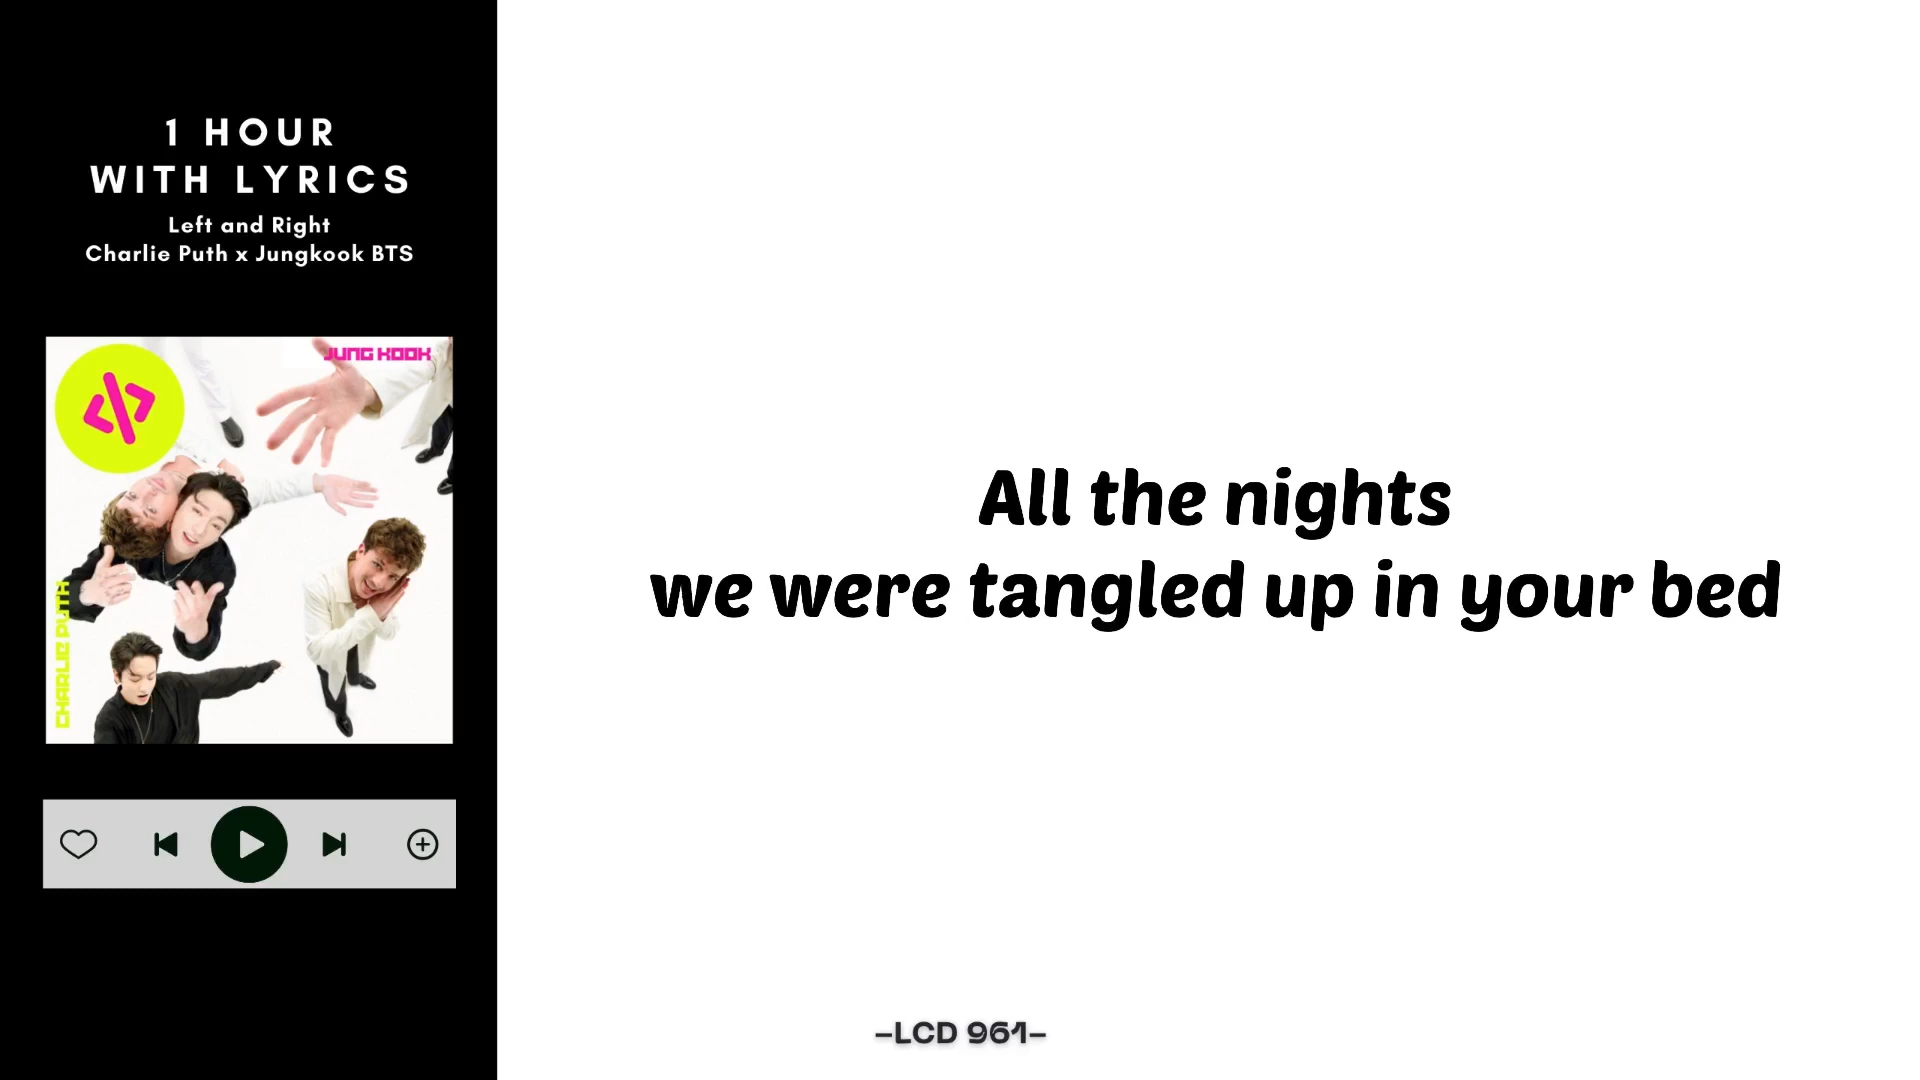 1 HOUR
WITH LYRICS
Left and Right
Charlie Puth x Jungkook BTS
JUNG KOOK
CHARLIE PUTH
All the nights
we were tangled up in your bed
–LCD 961–